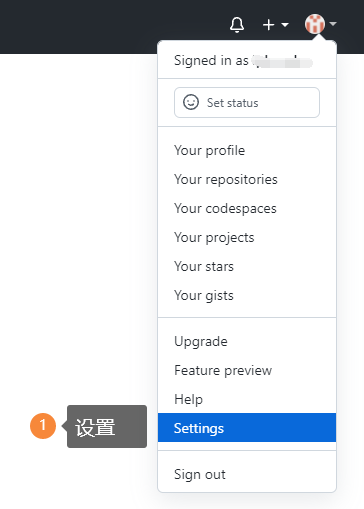 Signed in as
Set status
Your profile
Your repositories
Your codespaces
Your projects
Your stars
Your gists
Upgrade
Feature preview
Help
1 设置 Settings
Sign out